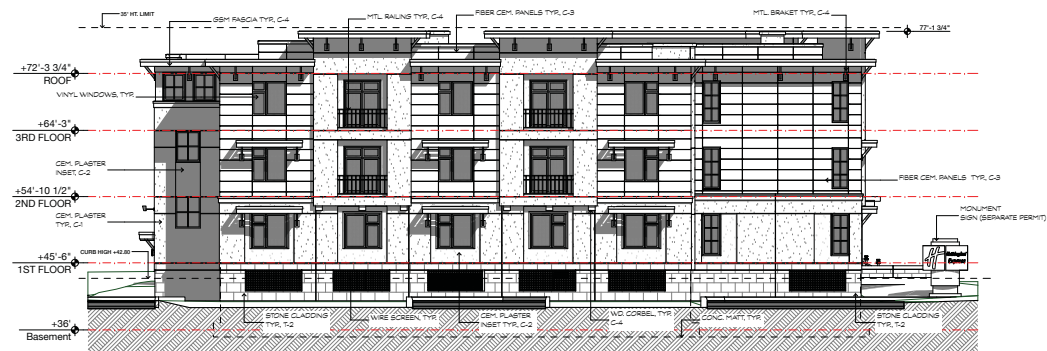 35' HT. LIMIT
GSM FASCIA TYP., C-4
MTL. RAILING TYP., C-4
FIBER CEM. PANELS TYP., C-3
MTL. BRAKET TYP., C-4
77'-1 3/4"
+72'-3 3/4"
ROOF
VINYL WINDOWS, TYP.
+64'-3"
3RD FLOOR
CEM. PLASTER
INSET, C-2
FIBER CEM. PANELS TYP., C-3
+54'-10 1/2"
2ND FLOOR
CEM. PLASTER
TYP., C-1
MONUMENT
SIGN (SEPARATE PERMIT)
CURB HIGH +42.80
+45'-6"
1ST FLOOR
STONE CLADDING
TYP., T-2
WIRE SCREEN, TYP.
CEM. PLASTER
INSET TYP., C-2
WD. CORBEL, TYP.
C-4
CONC. MATT, TYP.
STONE CLADDING
TYP., T-2
+36'
Basement